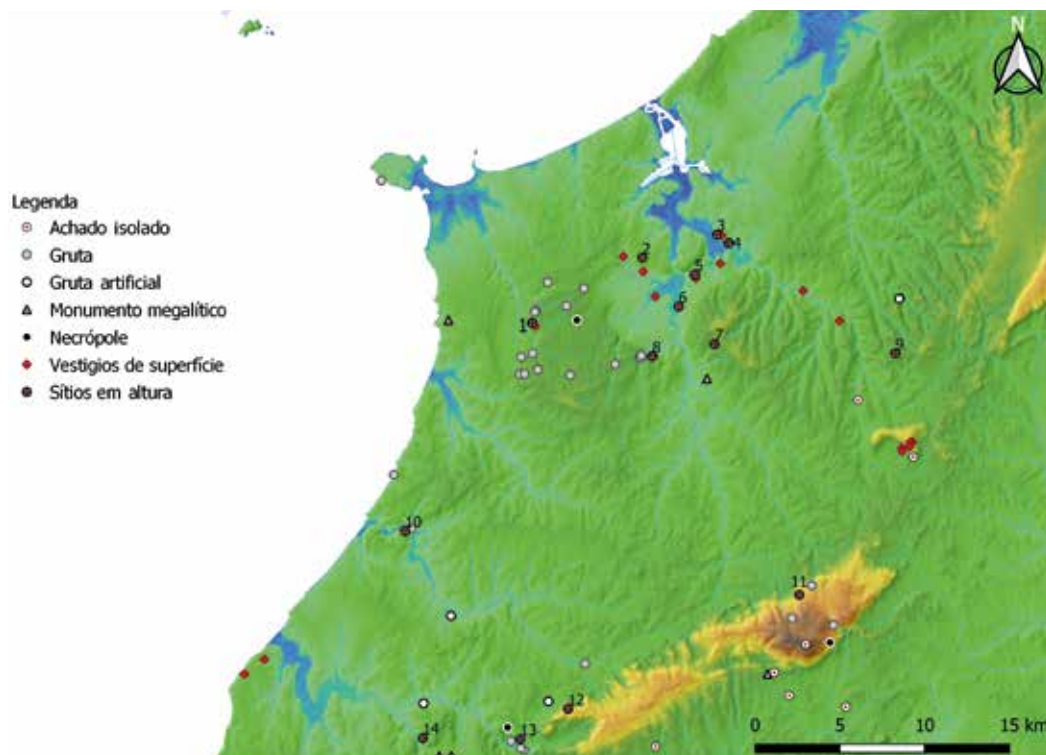 N
Legenda
Achado isolado
Gruta
Gruta artificial
Monumento megalítico
Necrópole
Vestígios de superfície
Sítios em altura
3
4
2
5
6
1
7
8
9
10
11
12
13
14
0 5 10 15 km